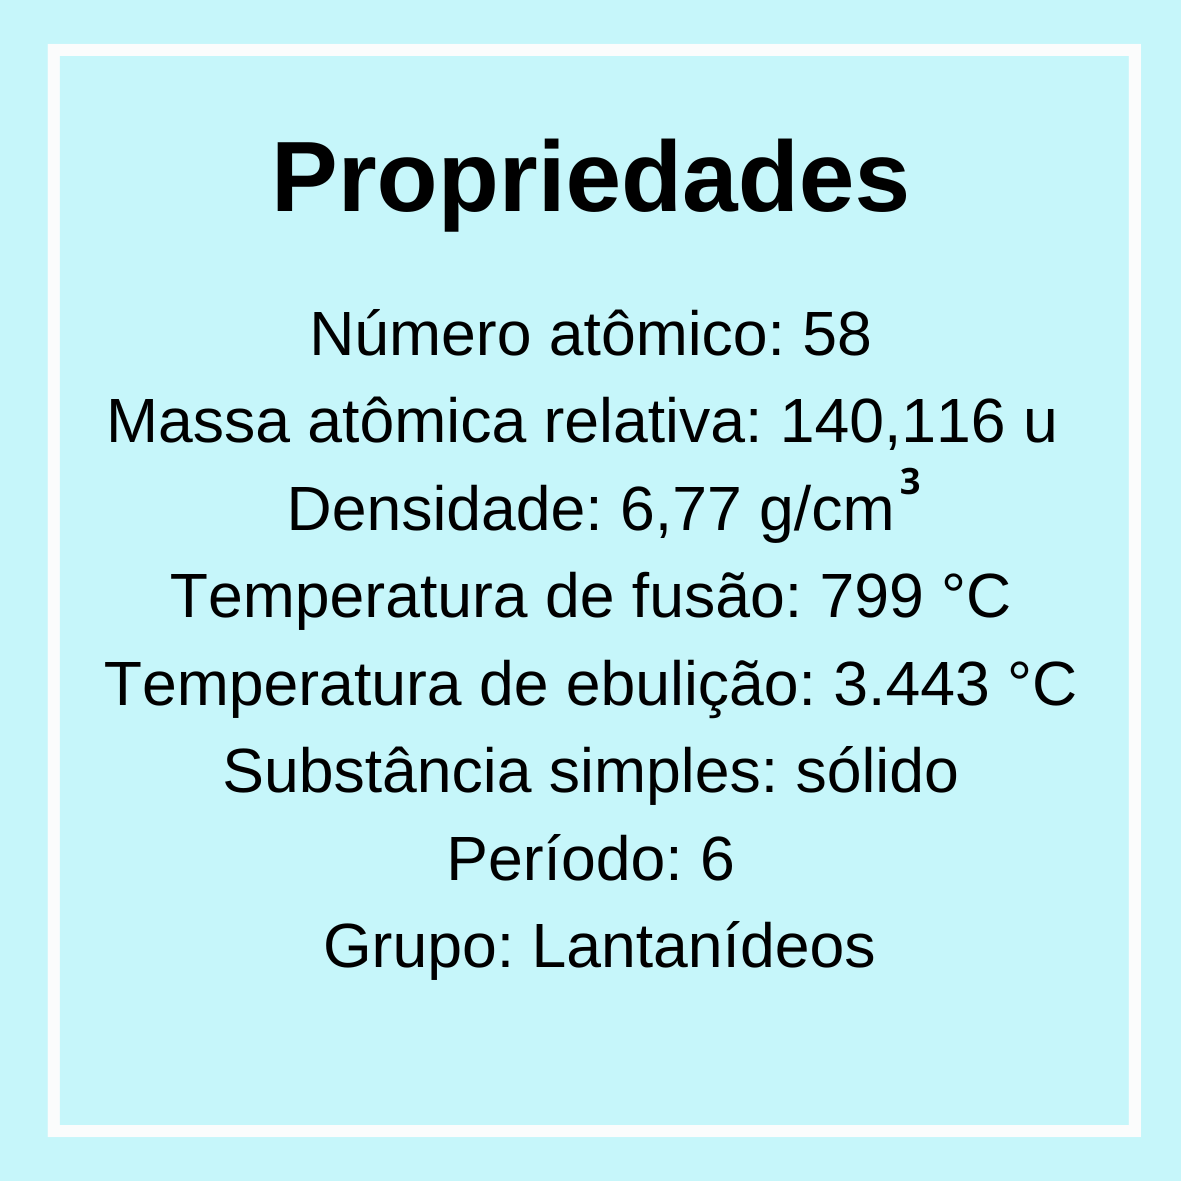 Propriedades
Número atômico: 58
Massa atômica relativa: 140,116 u
Densidade: 6,77 g/cm³
Temperatura de fusão: 799 °C
Temperatura de ebulição: 3.443 °C
Substância simples: sólido
Período: 6
Grupo: Lantanídeos